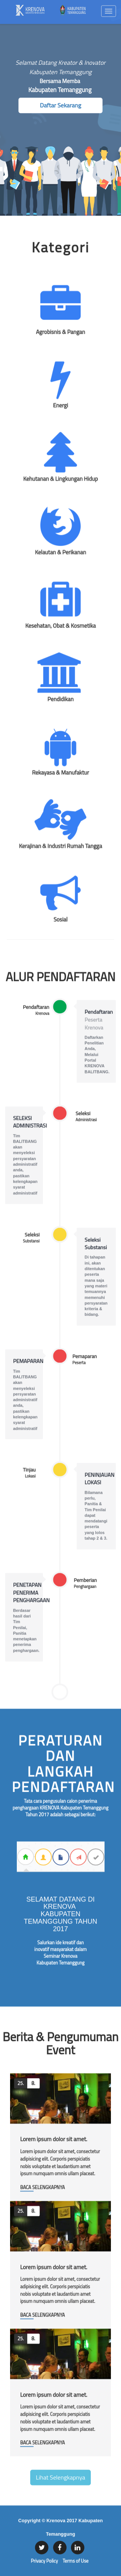 KRENOVA
KABUPATEN
TEMANGGUNG
Selamat Datang Kreator & Inovator
Kabupaten Temanggung
Bersama Memba
Kabupaten Temanggung
Daftar Sekarang
Kategori
Agrobisnis & Pangan
Energi
Kehutanan & Lingkungan Hidup
Kelautan & Perikanan
Kesehatan, Obat & Kosmetika
Pendidikan
Rekayasa & Manufaktur
Kerajinan & Industri Rumah Tangga
Sosial
ALUR PENDAFTARAN
Pendaftaran
Krenova
Pendaftaran
Peserta
Krenova
Daftarkan
Penelitian
Anda,
Melalui
Portal
KRENOVA
BALITBANG.
SELEKSI
ADMINISTRASI
Tim
BALITBANG
akan
menyeleksi
persyaratan
administratif
anda,
pastikan
kelengkapan
syarat
administratif
Seleksi
Administrasi
Seleksi
Substansi
Seleksi
Substansi
Di tahapan
ini, akan
ditentukan
peserta
mana saja
yang materi
temuannya
memenuhi
persyaratan
kriteria &
bidang.
PEMAPARAN
Tim
BALITBANG
akan
menyeleksi
persyaratan
administratif
anda,
pastikan
kelengkapan
syarat
administratif
Pemaparan
Peserta
Tinjau
Lokasi
PENINJAUAN
LOKASI
Bilamana
perlu,
Panitia &
Tim Penilai
dapat
mendatangi
peserta
yang lolos
tahap 2 & 3.
PENETAPAN
PENERIMA
PENGHARGAAN
Berdasar
hasil dari
Tim
Penilai,
Panitia
menetapkan
penerima
penghargaan.
Pemberian
Penghargaan
PERATURAN
DAN
LANGKAH
PENDAFTARAN
Tata cara pengusulan calon penerima
penghargaan KRENOVA Kabupaten Temanggung
Tahun 2017 adalah sebagai berikut:
SELAMAT DATANG DI
KRENOVA
KABUPATEN
TEMANGGUNG TAHUN
2017
Salurkan ide kreatif dan
inovatif masyarakat dalam
Seminar Krenova
Kabupaten Temanggung
Berita & Pengumuman
Event
25. 8.
Lorem ipsum dolor sit amet.
Lorem ipsum dolor sit amet, consectetur
adipisicing elit. Corporis perspiciatis
nobis voluptate et laudantium amet
ipsum numquam omnis ullam placeat.
BACA SELENGKAPNYA
25. 8.
Lorem ipsum dolor sit amet.
Lorem ipsum dolor sit amet, consectetur
adipisicing elit. Corporis perspiciatis
nobis voluptate et laudantium amet
ipsum numquam omnis ullam placeat.
BACA SELENGKAPNYA
25. 8.
Lorem ipsum dolor sit amet.
Lorem ipsum dolor sit amet, consectetur
adipisicing elit. Corporis perspiciatis
nobis voluptate et laudantium amet
ipsum numquam omnis ullam placeat.
BACA SELENGKAPNYA
Lihat Selengkapnya
Copyright © Krenova 2017 Kabupaten
Temanggung
Privacy Policy Terms of Use